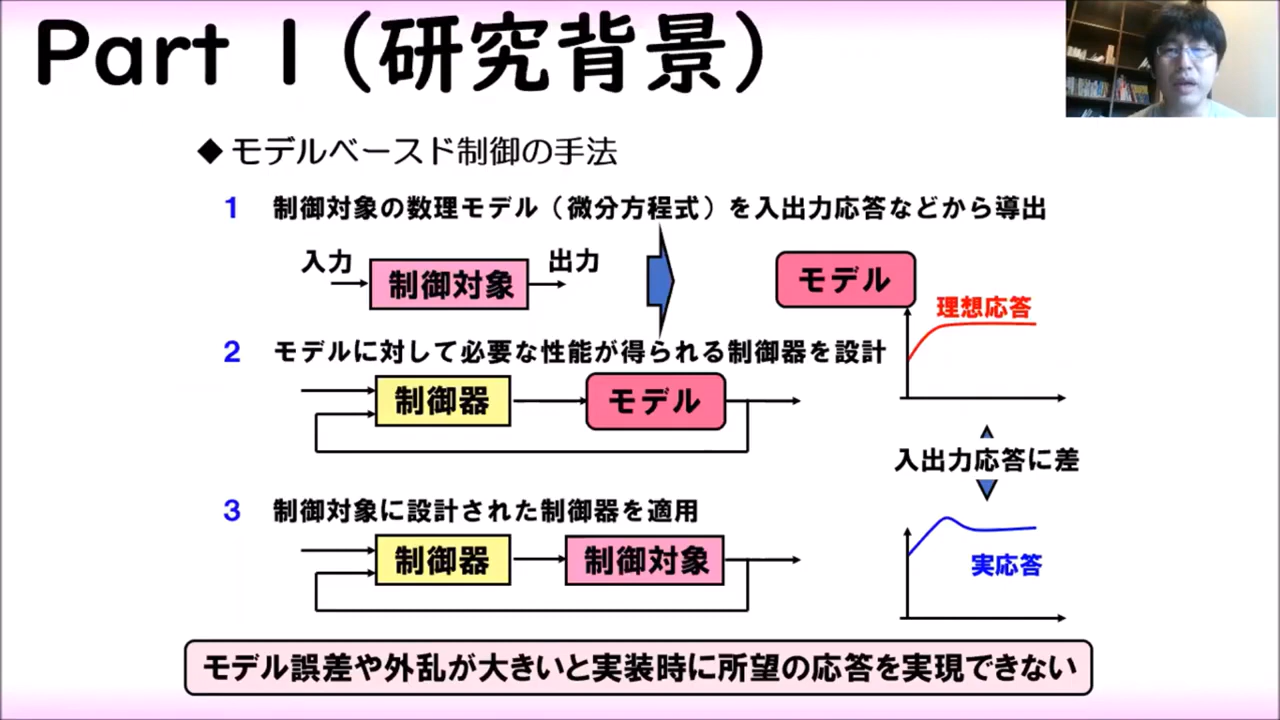 Part 1（研究背景）
◆ モデルベースド制御の手法
1 制御対象の数理モデル（微分方程式）を入出力応答などから導出
入力
制御対象
出力
モデル
理想応答
2 モデルに対して必要な性能が得られる制御器を設計
制御器
モデル
入出力応答に差
3 制御対象に設計された制御器を適用
制御器
制御対象
実応答
モデル誤差や外乱が大きいと実装時に所望の応答を実現できない